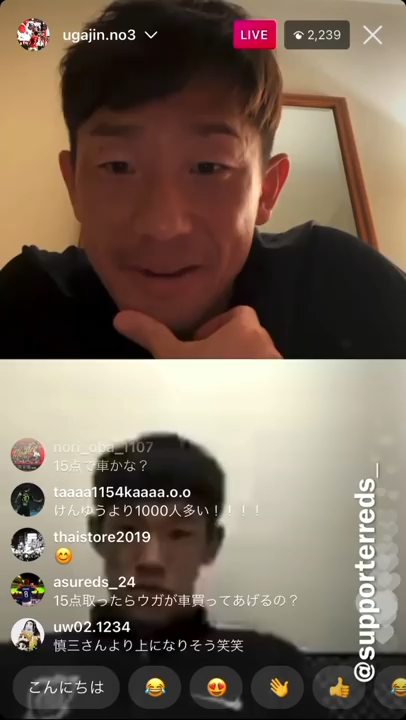 ugajin.no3
LIVE
2,239
nori_oba_1107
15点で車かな？
taaaa1154kaaaa.o.o
けんゆうより1000人多い！！！！
thaistore2019
😊
asureds_24
15点取ったらウガが車買ってあげるの？
uw02.1234
慎三さんより上になりそう笑笑
@supporterreds_
こんにちは